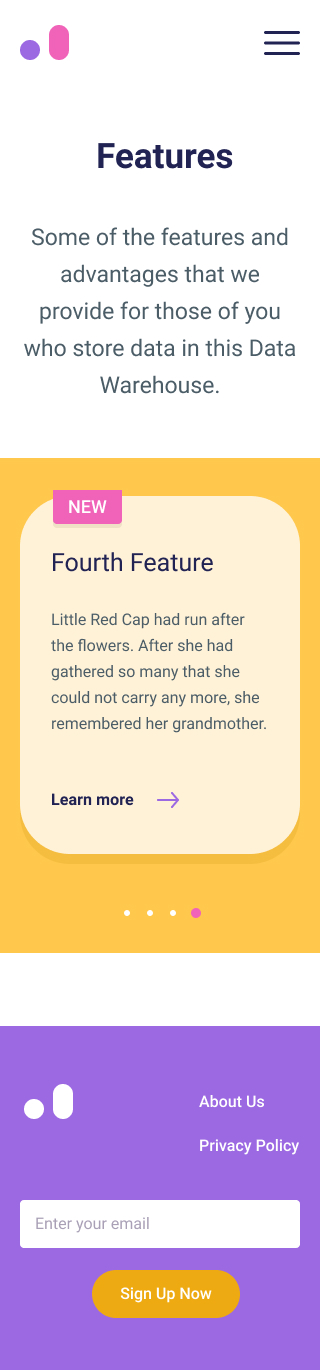 Features
Some of the features and
advantages that we
provide for those of you
who store data in this Data
Warehouse.
NEW
Fourth Feature
Little Red Cap had run after
the flowers. After she had
gathered so many that she
could not carry any more, she
remembered her grandmother.
Learn more
About Us
Privacy Policy
Enter your email
Sign Up Now